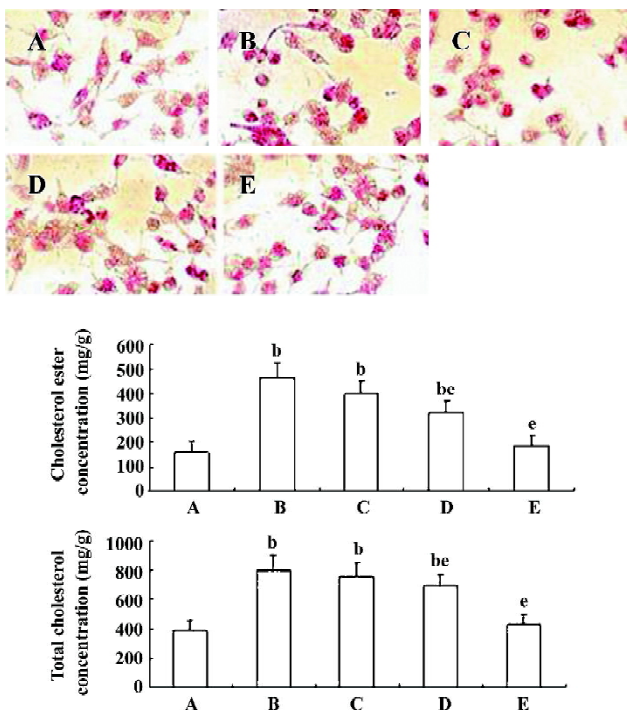 A B C
D E
Cholesterol ester
concentration (mg/g)
600
500
400
300
200
100
0
b b be e
A B C D E
Total cholesterol
concentration (mg/g)
1000
800
600
400
200
0
b b be e
A B C D E